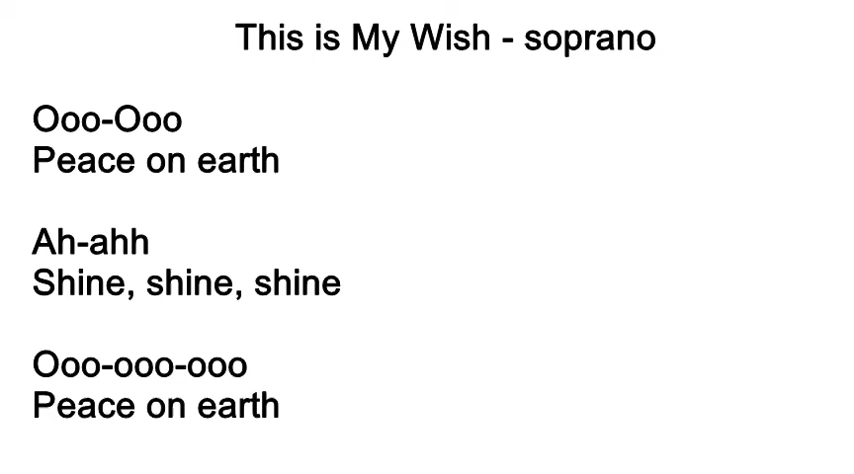 This is My Wish - soprano
Ooo-Ooo
Peace on earth
Ah-ahh
Shine, shine, shine
Ooo-ooo-ooo
Peace on earth